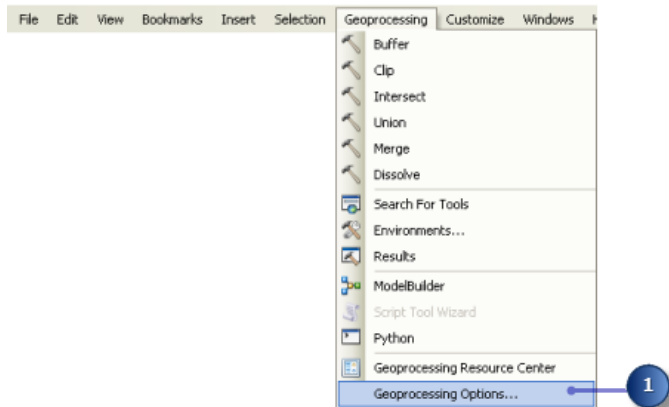 File Edit View Bookmarks Insert Selection Geoprocessing Customize Windows
Buffer
Clip
Intersect
Union
Merge
Dissolve
Search For Tools
Environments...
Results
ModelBuilder
Script Tool Wizard
Python
Geoprocessing Resource Center
Geoprocessing Options...
1